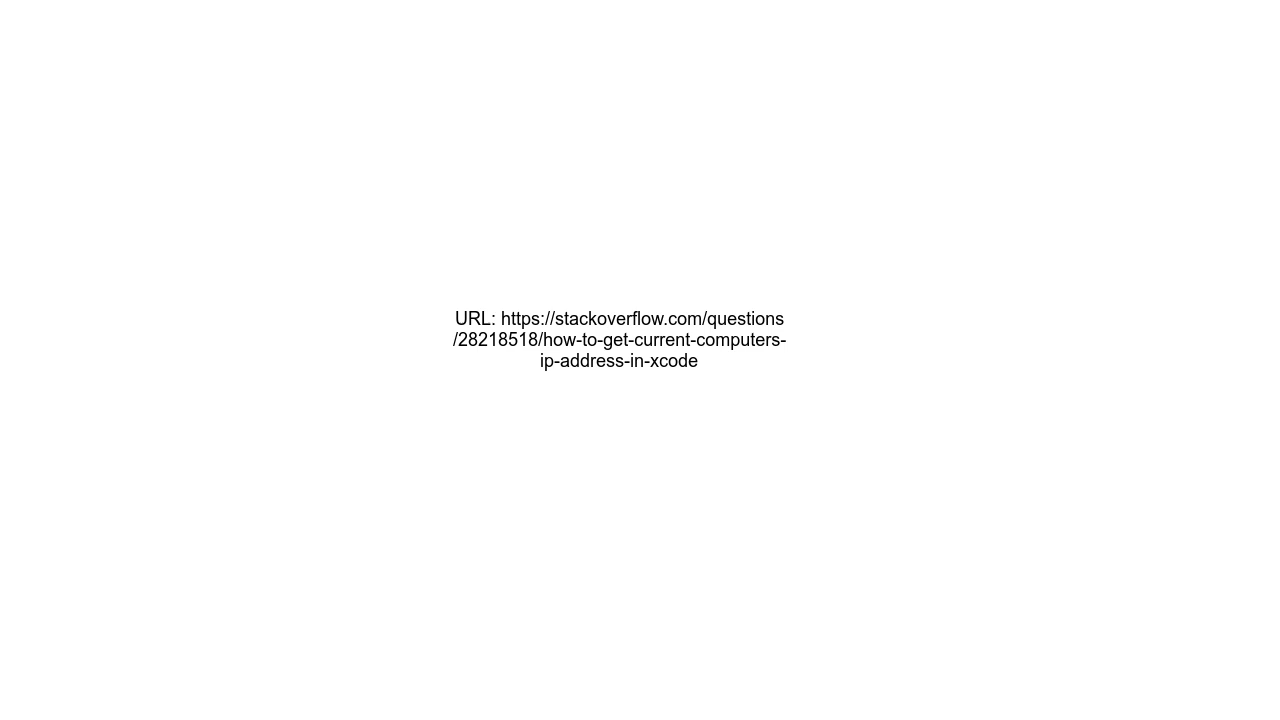 URL: https://stackoverflow.com/questions
/28218518/how-to-get-current-computers-
ip-address-in-xcode